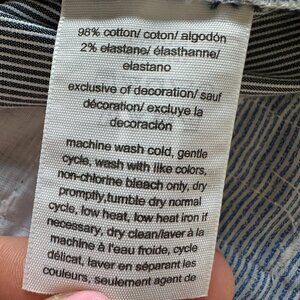 98% cotton/ coton/ algodón
2% elastane/ élasthanne/
elastano
exclusive of decoration/ sauf
décoration/ excluye la
decoración
machine wash cold, gentle
cycle, wash with like colors,
non-chlorine bleach only, dry
promptly,tumble dry normal
cycle, low heat, low heat iron if
necessary, dry clean/laver à la
machine à l'eau froide, cycle
délicat, laver en séparant les
couleurs, seulement agent de